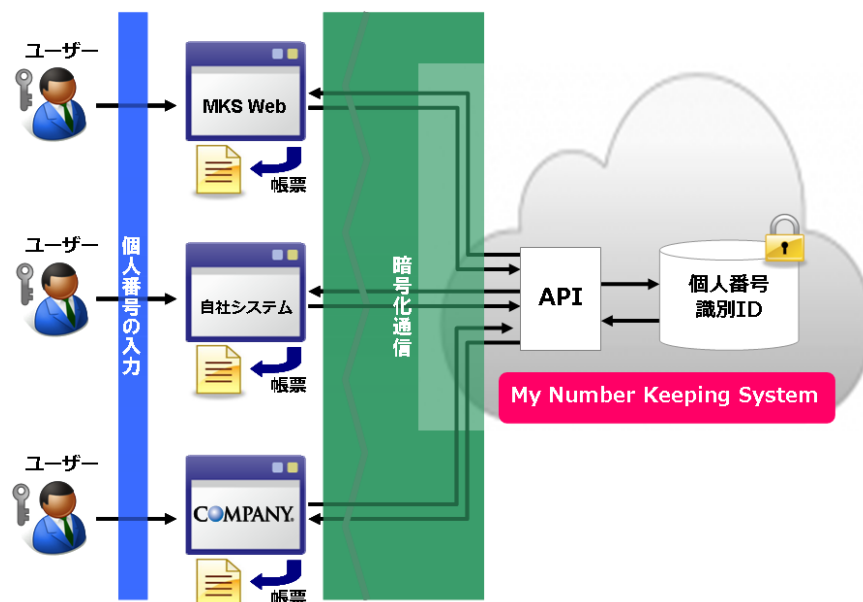 ユーザー
MKS Web
帳票
ユーザー
個人番号の入力
自社システム
帳票
暗号化通信
API
個人番号
識別ID
My Number Keeping System
ユーザー
COMPANY®
帳票